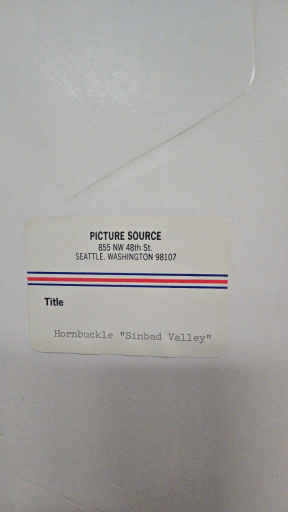 PICTURE SOURCE
855 NW 48th St.
SEATTLE, WASHINGTON 98107
Title
Hornbuckle "Sinbad Valley"